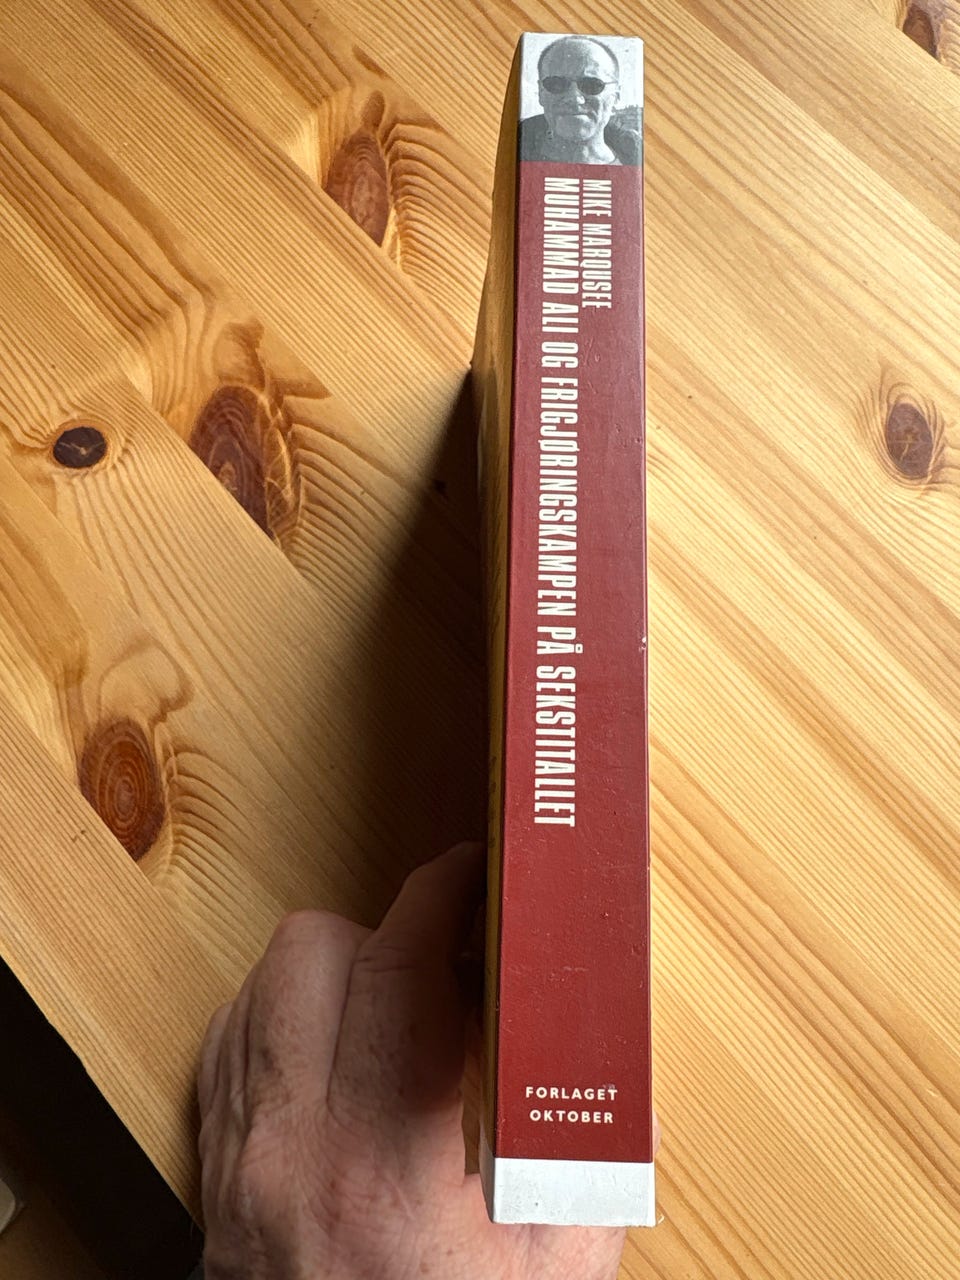 MIKE MARQUSEE
MUHAMMAD ALI OG FRIGJØRINGSKAMPEN PÅ SEKSTITALLET
FORLAGET
OKTOBER